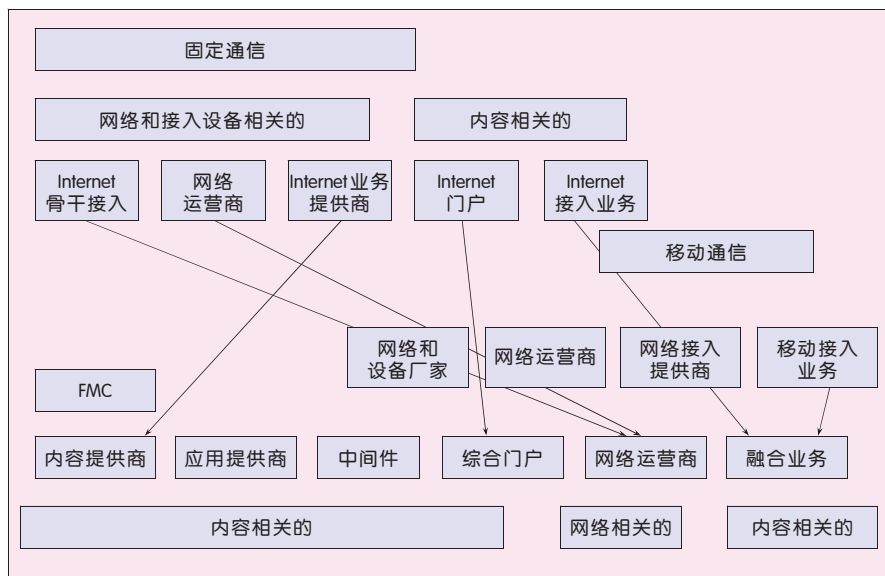 固定通信
网络和接入设备相关的
内容相关的
Internet
骨干接入
网络
运营商
Internet业务
提供商
Internet
门户
Internet
接入业务
移动通信
网络和
设备厂家
网络运营商
网络接入
提供商
移动接入
业务
FMC
内容提供商
应用提供商
中间件
综合门户
网络运营商
融合业务
内容相关的
网络相关的
内容相关的